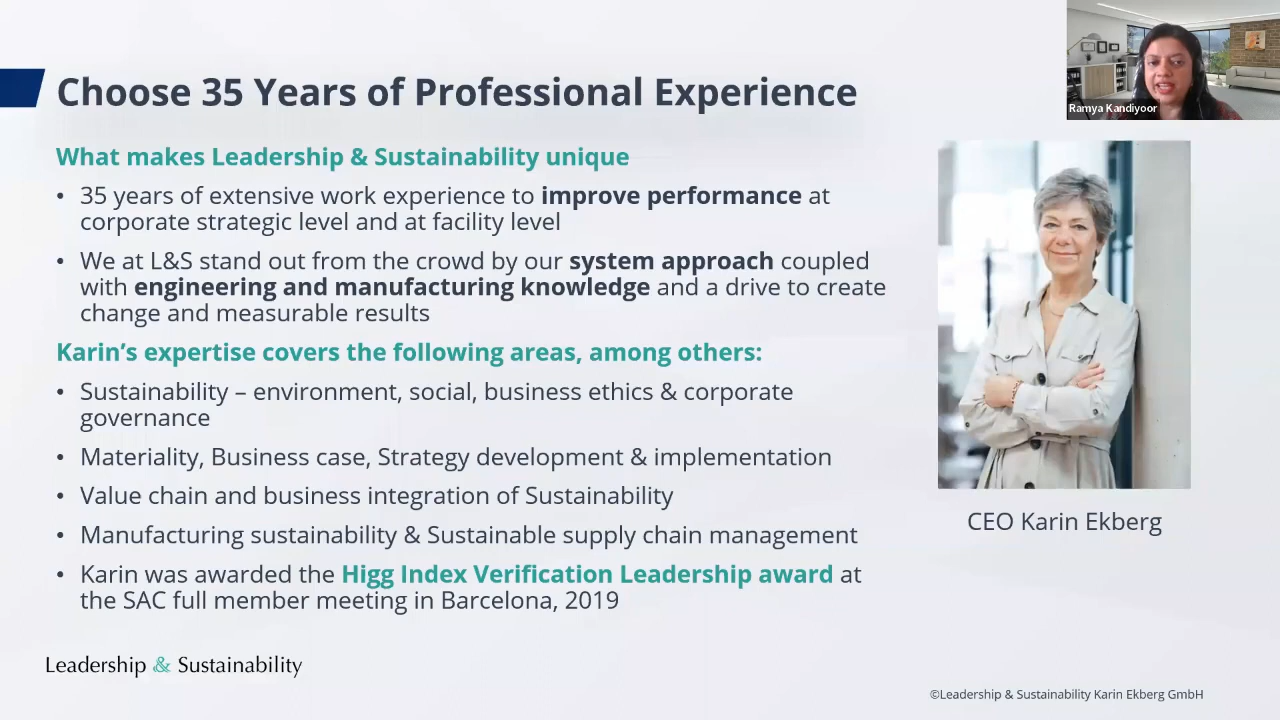 Ramya Kandiyoor
Choose 35 Years of Professional Experience
What makes Leadership & Sustainability unique
• 35 years of extensive work experience to improve performance at
corporate strategic level and at facility level
• We at L&S stand out from the crowd by our system approach coupled
with engineering and manufacturing knowledge and a drive to create
change and measurable results
Karin’s expertise covers the following areas, among others:
• Sustainability – environment, social, business ethics & corporate
governance
• Materiality, Business case, Strategy development & implementation
• Value chain and business integration of Sustainability
• Manufacturing sustainability & Sustainable supply chain management
• Karin was awarded the Higg Index Verification Leadership award at
the SAC full member meeting in Barcelona, 2019
CEO Karin Ekberg
Leadership & Sustainability
©Leadership & Sustainability Karin Ekberg GmbH